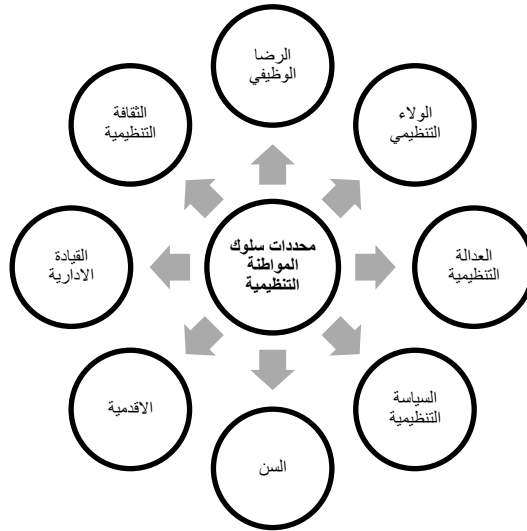 الرضا
الوظيفي
الولاء
التنظيمي
العدالة
التنظيمية
السياسة
التنظيمية
السن
الاقدمية
القيادة
الادارية
الثقافة
التنظيمية
محددات سلوك
المواطنة
التنظيمية